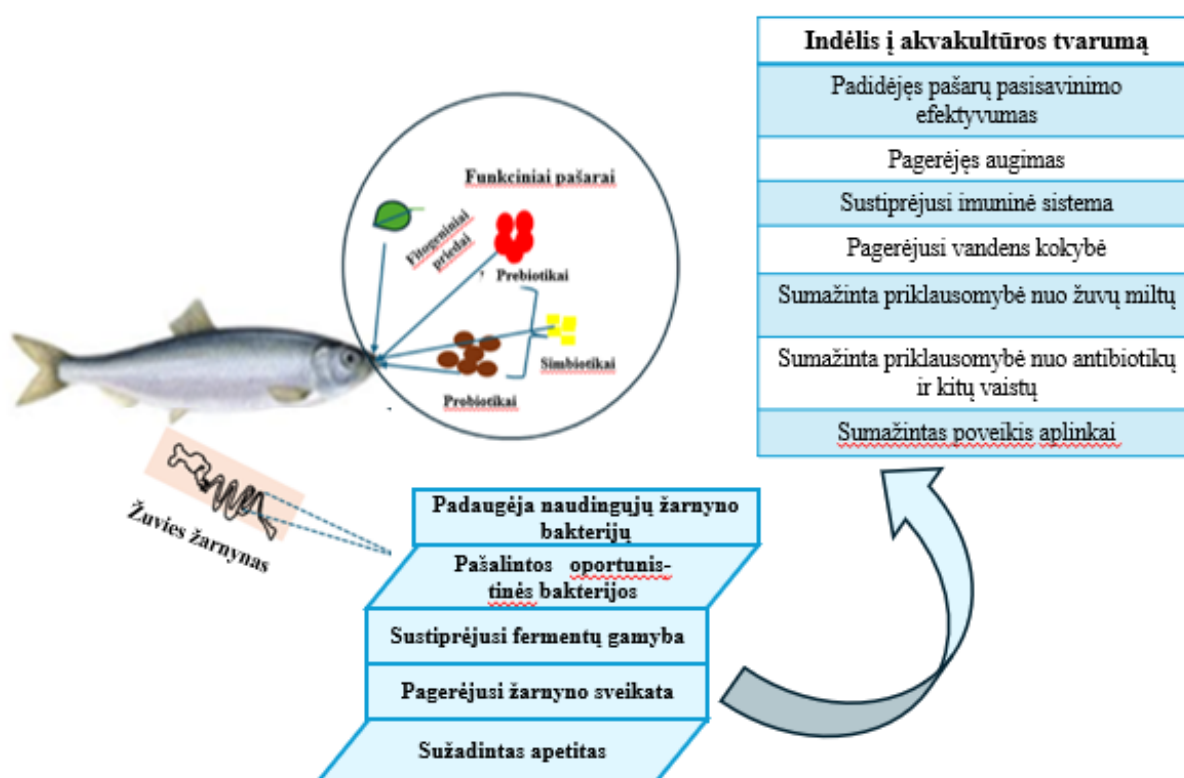 Indėlis į akvakultūros tvarumą
Padidėjęs pašarų pasisavinimo
efektyvumas
Pagerėjęs augimas
Sustiprėjusi imuninė sistema
Pagerėjusi vandens kokybė
Sumažinta priklausomybė nuo žuvų miltų
Sumažinta priklausomybė nuo antibiotikų
ir kitų vaistų
Sumažintas poveikis aplinkai
Funkciniai pašarai
Fitogeniniai
priedai
Prebiotikai
Simbiotikai
Probiotikai
Žuvies žarnynas
Padaugėja naudingųjų žarnyno
bakterijų
Pašalintos oportunis-
tinės bakterijos
Sustiprėjusi fermentų gamyba
Pagerėjusi žarnyno sveikata
Sužadintas apetitas